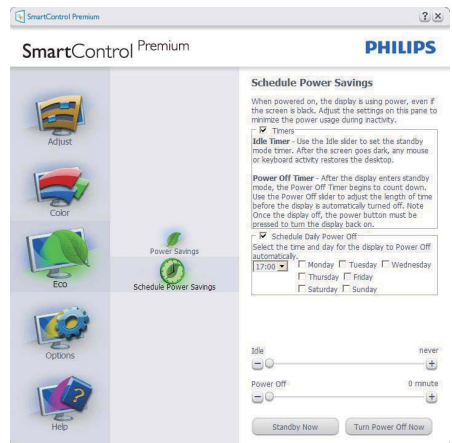 SmartControl Premium
SmartControl Premium
PHILIPS
Adjust
Color
Eco
Options
Help
Power Savings
Schedule Power Savings
Schedule Power Savings
When powered on, the display is using power, even if
the screen is black. Adjust the settings on this pane to
minimize the power usage during inactivity.
Timers
Idle Timer - Use the Idle slider to set the standby
mode timer. After the screen goes dark, any mouse
or keyboard activity restores the desktop.
Power Off Timer - After the display enters standby
mode, the Power Off Timer begins to count down.
Use the Power Off slider to adjust the length of time
before the display is automatically turned off. Note
Once the display off, the power button must be
pressed to turn the display back on.
Schedule Daily Power Off
Select the time and day for the display to Power Off
automatically.
17:00 Monday Tuesday Wednesday
Thursday Friday
Saturday Sunday
Idle never
Power Off 0 minute
Standby Now Turn Power Off Now